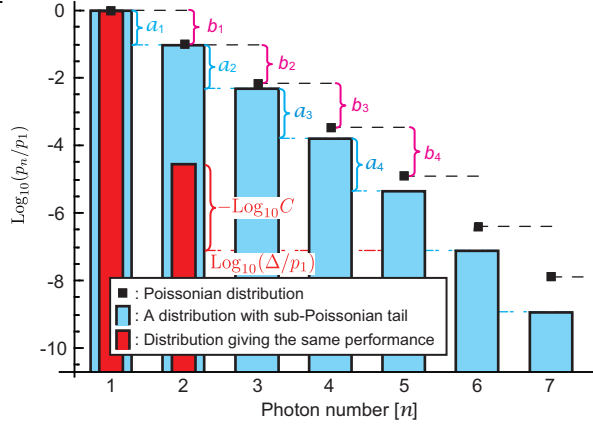 0
-2
-4
-6
-8
-10
Log₁₀(pₙ/p₁)
a₁
b₁
a₂
b₂
a₃
b₃
a₄
b₄
−Log₁₀C
Log₁₀(Δ/p₁)
: Poissonian distribution
: A distribution with sub-Poissonian tail
: Distribution giving the same performance
1 2 3 4 5 6 7
Photon number [n]